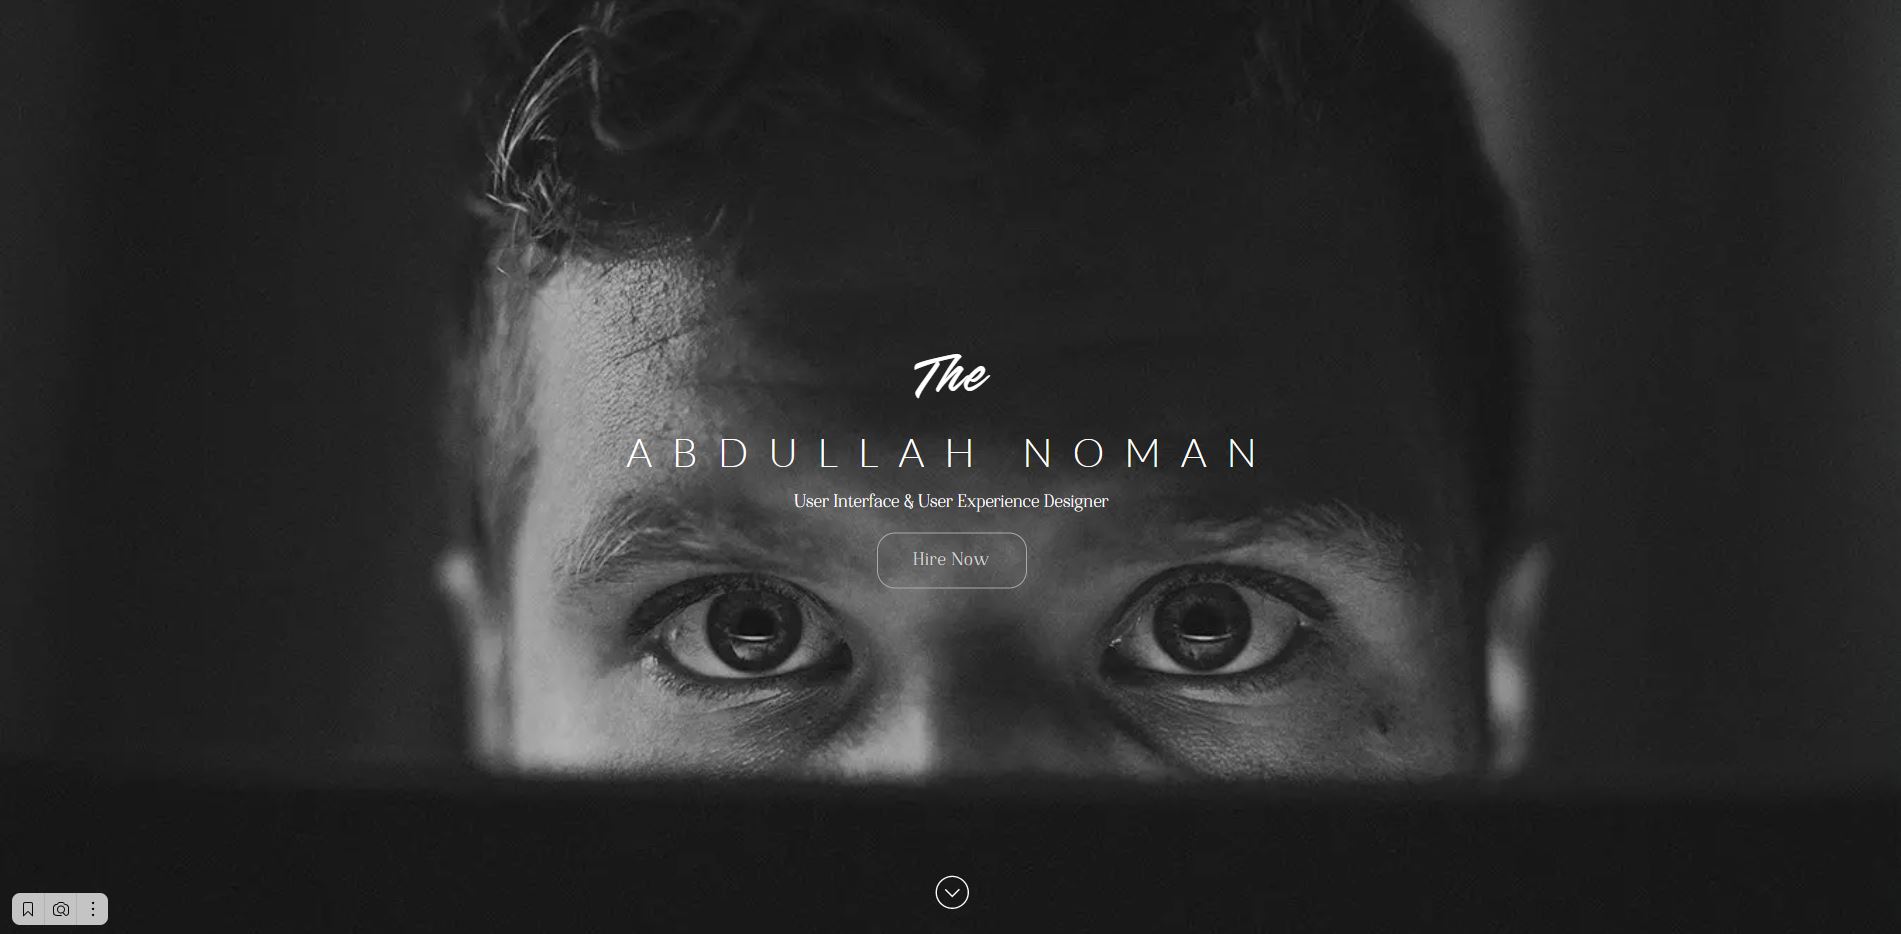 The
ABDULLAH NOMAN
User Interface & User Experience Designer
Hire Now